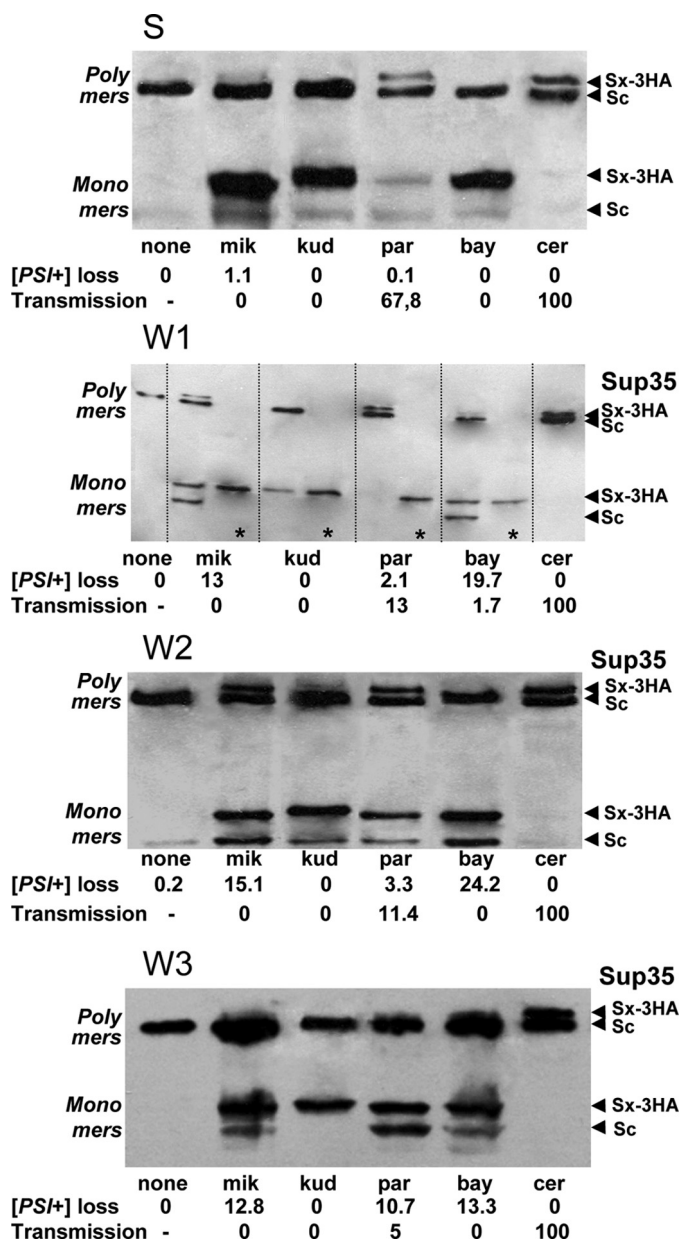 S
Poly
mers
Sx-3HA
Sc
Mono
mers
Sx-3HA
Sc
none mik kud par bay cer
[PSI+] loss 0 1.1 0 0.1 0 0
Transmission - 0 0 67,8 0 100
W1
Sup35
Poly
mers
Sx-3HA
Sc
Mono
mers
Sx-3HA
Sc
* * * *
none mik kud par bay cer
[PSI+] loss 0 13 0 2.1 19.7 0
Transmission - 0 0 13 1.7 100
W2
Sup35
Poly
mers
Sx-3HA
Sc
Mono
mers
Sx-3HA
Sc
none mik kud par bay cer
[PSI+] loss 0.2 15.1 0 3.3 24.2 0
Transmission - 0 0 11.4 0 100
W3
Sup35
Poly
mers
Sx-3HA
Sc
Mono
mers
Sx-3HA
Sc
none mik kud par bay cer
[PSI+] loss 0 12.8 0 10.7 13.3 0
Transmission - 0 0 5 0 100